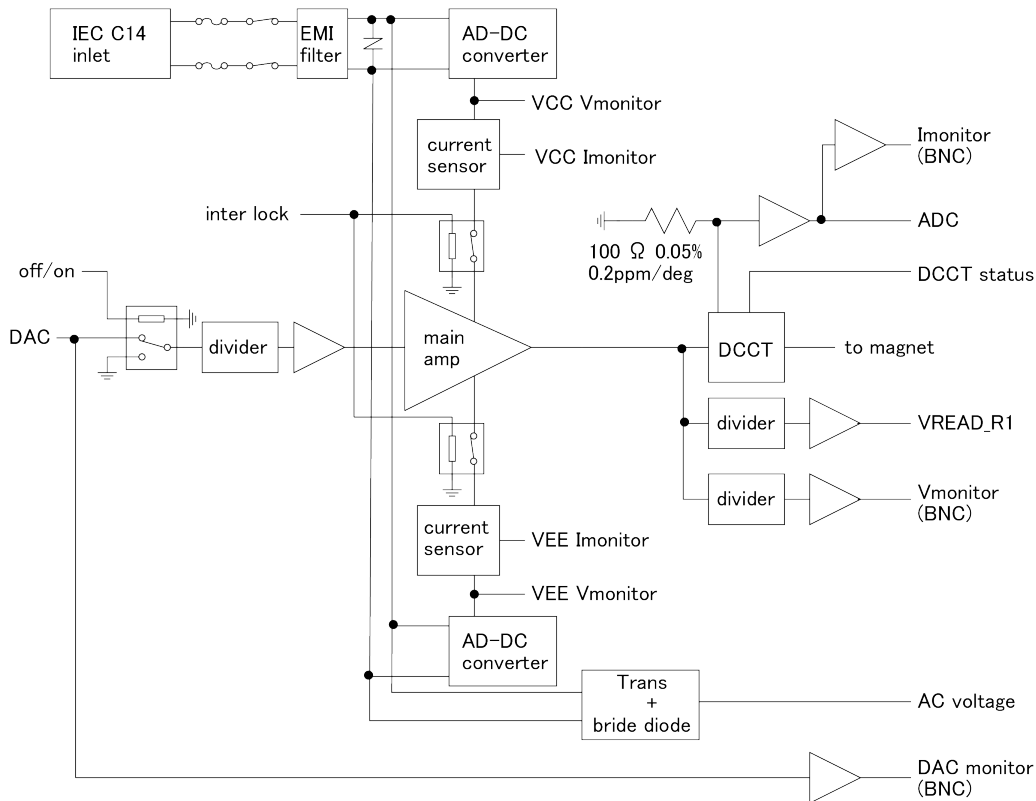 IEC C14
inlet
EMI
filter
AD-DC
converter
VCC Vmonitor
current
sensor
VCC Imonitor
Imonitor
(BNC)
inter lock
ADC
100 Ω 0.05%
0.2ppm/deg
off/on
DCCT status
DAC
divider
main
amp
DCCT
to magnet
divider
VREAD_R1
divider
Vmonitor
(BNC)
current
sensor
VEE Imonitor
VEE Vmonitor
AD-DC
converter
Trans
+
bride diode
AC voltage
DAC monitor
(BNC)